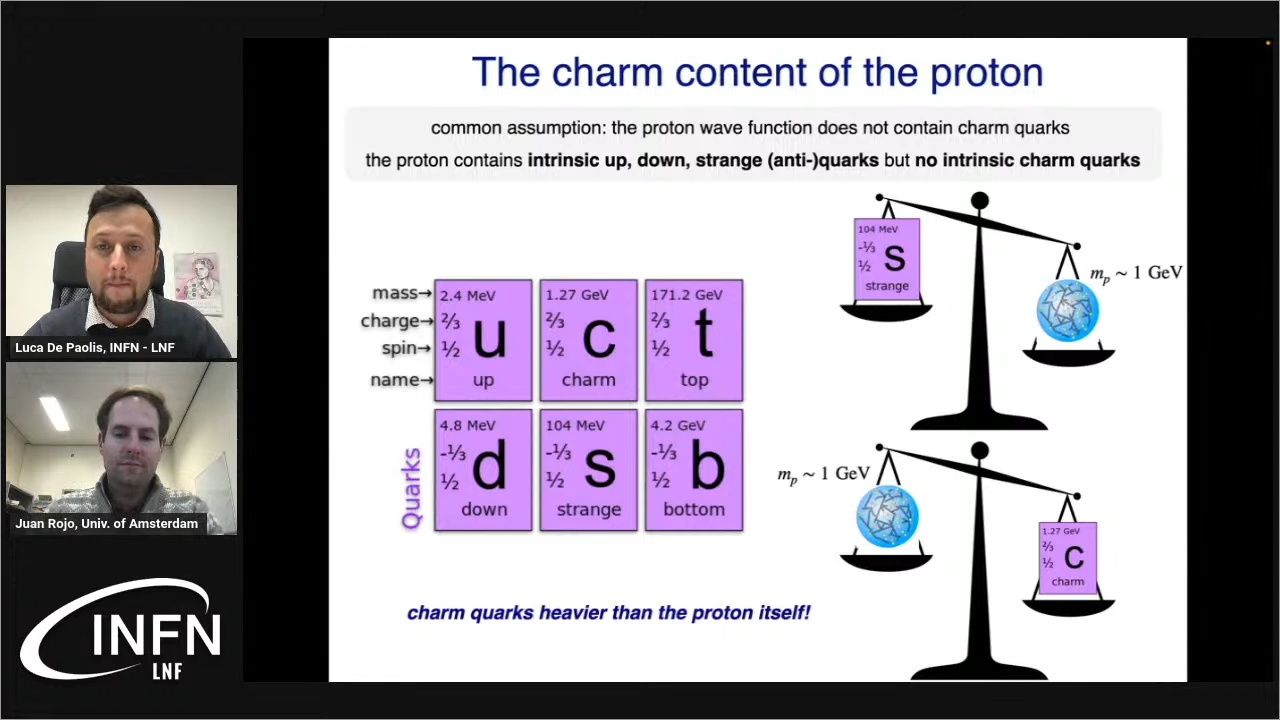 The charm content of the proton
common assumption: the proton wave function does not contain charm quarks
the proton contains intrinsic up, down, strange (anti-)quarks but no intrinsic charm quarks
mass→
charge→
spin→
name→
2.4 MeV
⅔
½
u
up
1.27 GeV
⅔
½
c
charm
171.2 GeV
⅔
½
t
top
Quarks
4.8 MeV
-⅓
½
d
down
104 MeV
-⅓
½
s
strange
4.2 GeV
-⅓
½
b
bottom
charm quarks heavier than the proton itself!
104 MeV
-⅓
½
s
strange
mₚ ~ 1 GeV
mₚ ~ 1 GeV
1.27 GeV
⅔
½
c
charm
Luca De Paolis, INFN - LNF
Juan Rojo, Univ. of Amsterdam
INFN
LNF